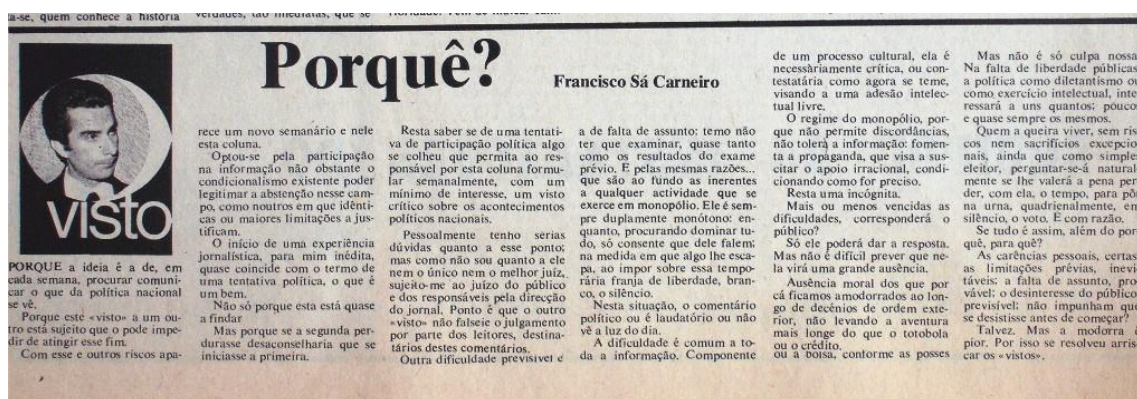 a-se, quem conhece a história
verdades, tão imediatas, que se
Porquê?
Francisco Sá Carneiro
VISTO
PORQUE a ideia é a de, em
cada semana, procurar comuni-
car o que da política nacional
se vê.
Porque este «visto» a um ou-
tro está sujeito que o pode impe-
dir de atingir esse fim.
Com esse e outros riscos apa-
rece um novo semanário e nele
esta coluna.
Optou-se pela participação
na informação não obstante o
condicionalismo existente poder
legitimar a abstenção nesse cam-
po, como noutros em que idênti-
cas ou maiores limitações a jus-
tificam.
O início de uma experiência
jornalística, para mim inédita,
quase coincide com o termo de
uma tentativa política, o que é
um bem.
Não só porque esta está quase
a findar
Mas porque se a segunda per-
durasse desaconselharia que se
iniciasse a primeira.
Resta saber se de uma tentati-
va de participação política algo
se colheu que permita ao res-
ponsável por esta coluna formu-
lar semanalmente, com um
mínimo de interesse, um visto
crítico sobre os acontecimentos
políticos nacionais.
Pessoalmente tenho serias
dúvidas quanto a esse ponto;
mas como não sou quanto a ele
nem o único nem o melhor juíz,
sujeito-me ao juízo do público
e dos responsáveis pela direcção
do jornal. Ponto é que o outro
«visto» não falseie o julgamento
por parte dos leitores, destina-
tários destes comentários.
Outra dificuldade previsível é
a de falta de assunto: temo não
ter que examinar, quase tanto
como os resultados do exame
prévio. E pelas mesmas razões...
que são ao fundo as inerentes
a qualquer actividade que se
exerce em monopólio. Ele é sem-
pre duplamente monótono: en-
quanto, procurando dominar tu-
do, só consente que dele falem;
na medida em que algo lhe esca-
pa, ao impor sobre essa tempo-
rária franja de liberdade, bran-
co, o silêncio.
Nesta situação, o comentário
político ou é laudatório ou não
vê a luz do dia.
A dificuldade é comum a to-
da a informação. Componente
de um processo cultural, ela é
necessàriamente crítica, ou con-
testatária como agora se teme,
visando a uma adesão intelec-
tual livre.
O regime do monopólio, por-
que não permite discordâncias,
não tolera a informação: fomen-
ta a propaganda, que visa a sus-
citar o apoio irracional, condi-
cionando como for preciso.
Resta uma incógnita.
Mais ou menos vencidas as
dificuldades, corresponderá o
público?
Só ele poderá dar a resposta.
Mas não é difícil prever que ne-
la virá uma grande ausência.
Ausência moral dos que por
cá ficamos amodorrados ao lon-
go de decénios de ordem exte-
rior, não levando a aventura
mais longe do que o totobola
ou o crédito.
ou a bolsa, conforme as posses
Mas não é só culpa nossa
Na falta de liberdade públicas
a política como diletantismo ou
como exercício intelectual, inte
ressará a uns quantos; poucos
e quase sempre os mesmos.
Quem a queira viver, sem ris
cos nem sacrifícios excepcio
nais, ainda que como simples
eleitor, perguntar-se-á natural
mente se lhe valerá a pena per
der, com ela, o tempo, para pôr
na urna, quadrienalmente, em
silêncio, o voto. E com razão.
Se tudo é assim, além do por
quê, para quê?
As carências pessoais, certas
as limitações prévias, inevi
táveis; a falta de assunto, pro
vável; o desinteresse do público
previsível: não impunham que
se desistisse antes de começar?
Talvez. Mas a modorra é
pior. Por isso se resolveu arris
car os «vistos».